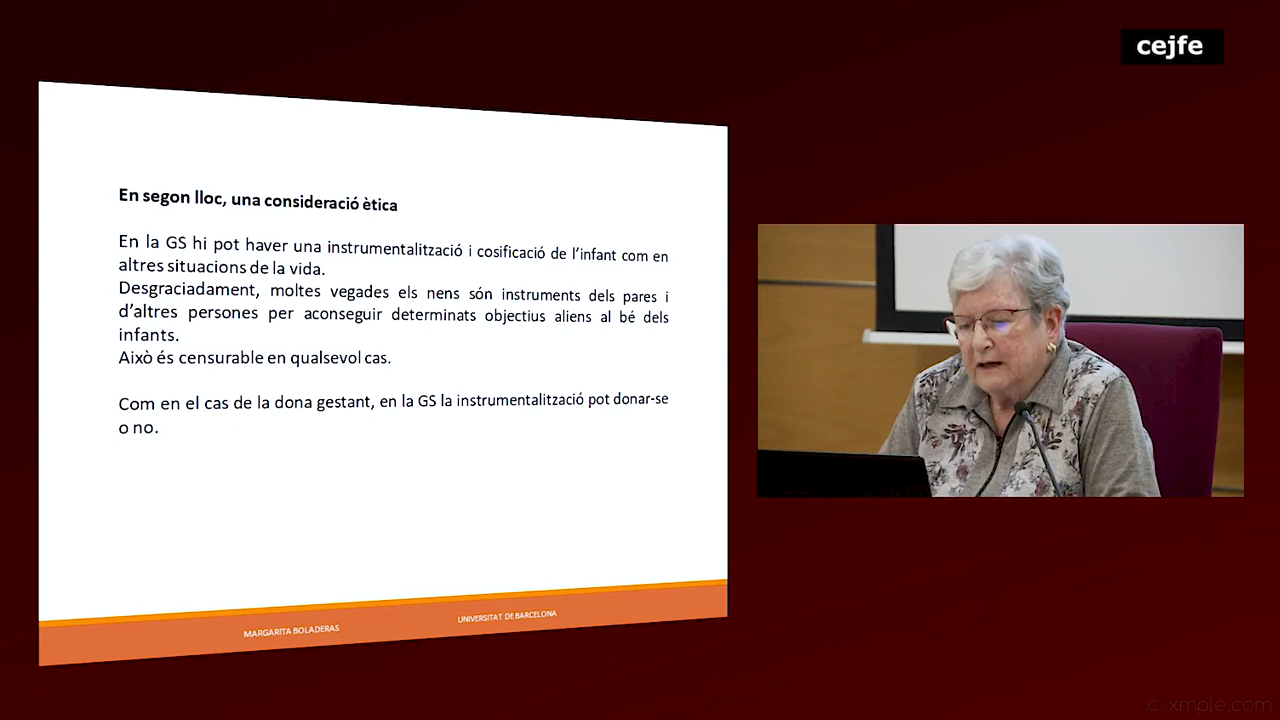 cejfe
En segon lloc, una consideració ètica
En la GS hi pot haver una instrumentalització i cosificació de l'infant com en
altres situacions de la vida.
Desgraciadament, moltes vegades els nens són instruments dels pares i
d'altres persones per aconseguir determinats objectius aliens al bé dels
infants.
Això és censurable en qualsevol cas.
Com en el cas de la dona gestant, en la GS la instrumentalització pot donar-se
o no.
MARGARITA BOLADERAS
UNIVERSITAT DE BARCELONA
© xmple.com